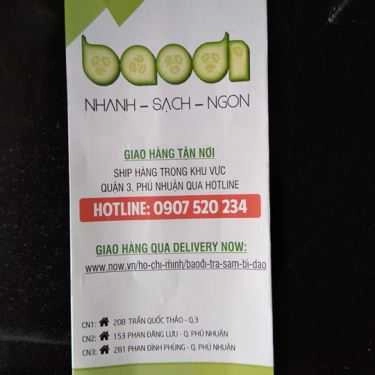 baodi
NHANH - SẠCH - NGON
GIAO HÀNG TẬN NƠI
SHIP HÀNG TRONG KHU VỰC
QUẬN 3, PHÚ NHUẬN QUA HOTLINE
HOTLINE: 0907 520 234
GIAO HÀNG QUA DELIVERY NOW:
www.now.vn/ho-chi-minh/baodi-tra-sam-bi-dao
CN1: 20B TRẦN QUỐC THẢO - Q.3
CN2: 153 PHAN ĐĂNG LƯU - Q. PHÚ NHUẬN
CN3: 281 PHAN ĐÌNH PHÙNG - Q. PHÚ NHUẬN